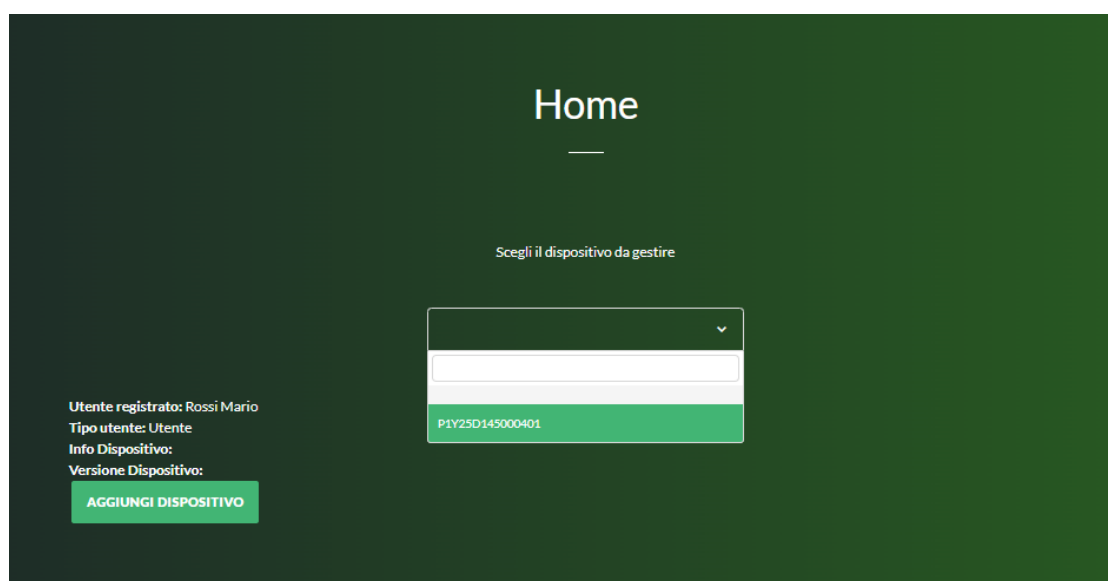 Home
Scegli il dispositivo da gestire
P1Y25D145000401
Utente registrato: Rossi Mario
Tipo utente: Utente
Info Dispositivo:
Versione Dispositivo:
AGGIUNGI DISPOSITIVO